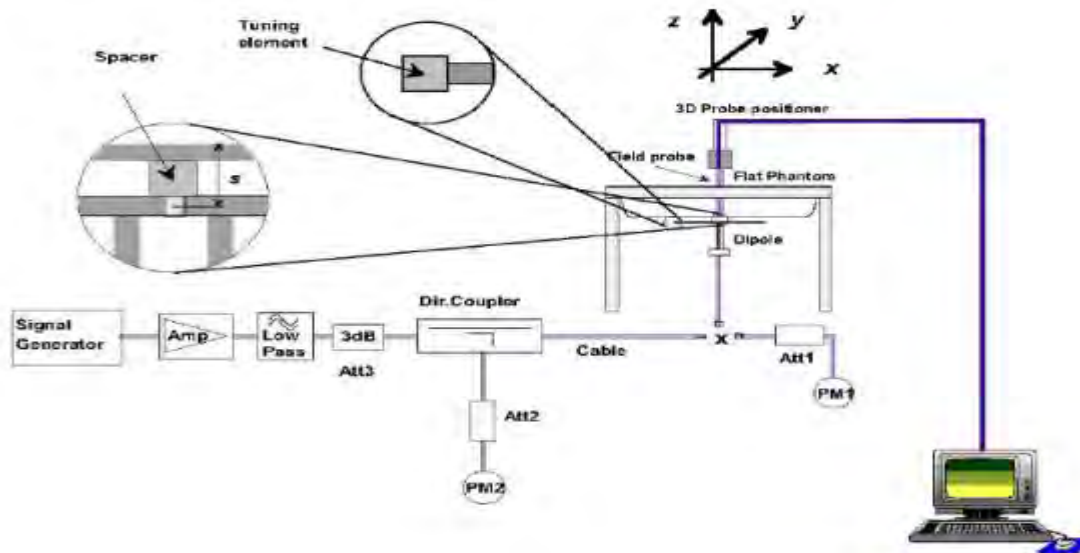 Tuning
element
Spacer
z
y
x
3D Probe positioner
Field probe
Flat Phantom
s
Dipole
Dir.Coupler
Signal
Generator
Amp
Low
Pass
3dB
Att3
Cable
x
Att1
PM1
Att2
PM2